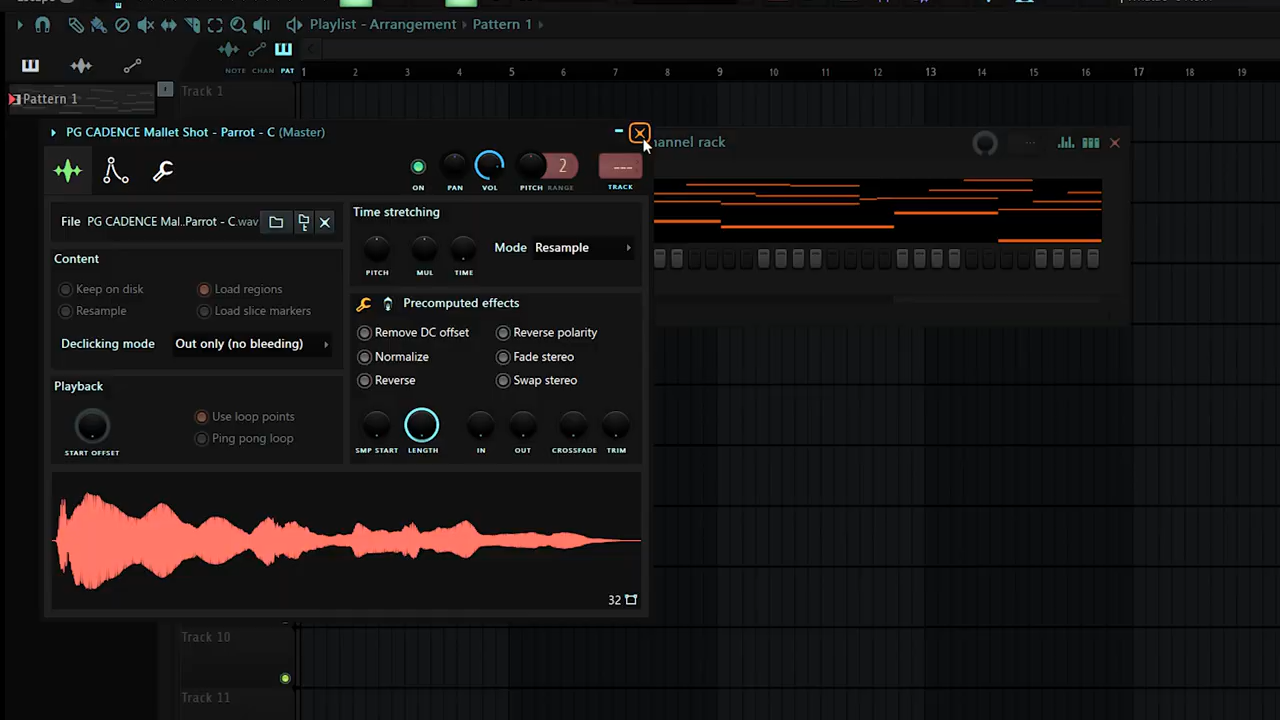 Playlist - Arrangement › Pattern 1 ›
NOTE CHAN PAT
1 2 3 4 5 6 7 8 9 10 11 12 13 14 15 16 17 18 19
Pattern 1
Track 1
PG CADENCE Mallet Shot - Parrot - C (Master)
hannel rack
ON PAN VOL PITCH RANGE 2 --- TRACK
File PG CADENCE Mal..Parrot - C.wav
Time stretching
PITCH MUL TIME Mode Resample
Content
Keep on disk Load regions
Resample Load slice markers
Declicking mode Out only (no bleeding)
Precomputed effects
Remove DC offset Reverse polarity
Normalize Fade stereo
Reverse Swap stereo
Playback
Use loop points
Ping pong loop
START OFFSET
SMP START LENGTH IN OUT CROSSFADE TRIM
32
Track 10
Track 11